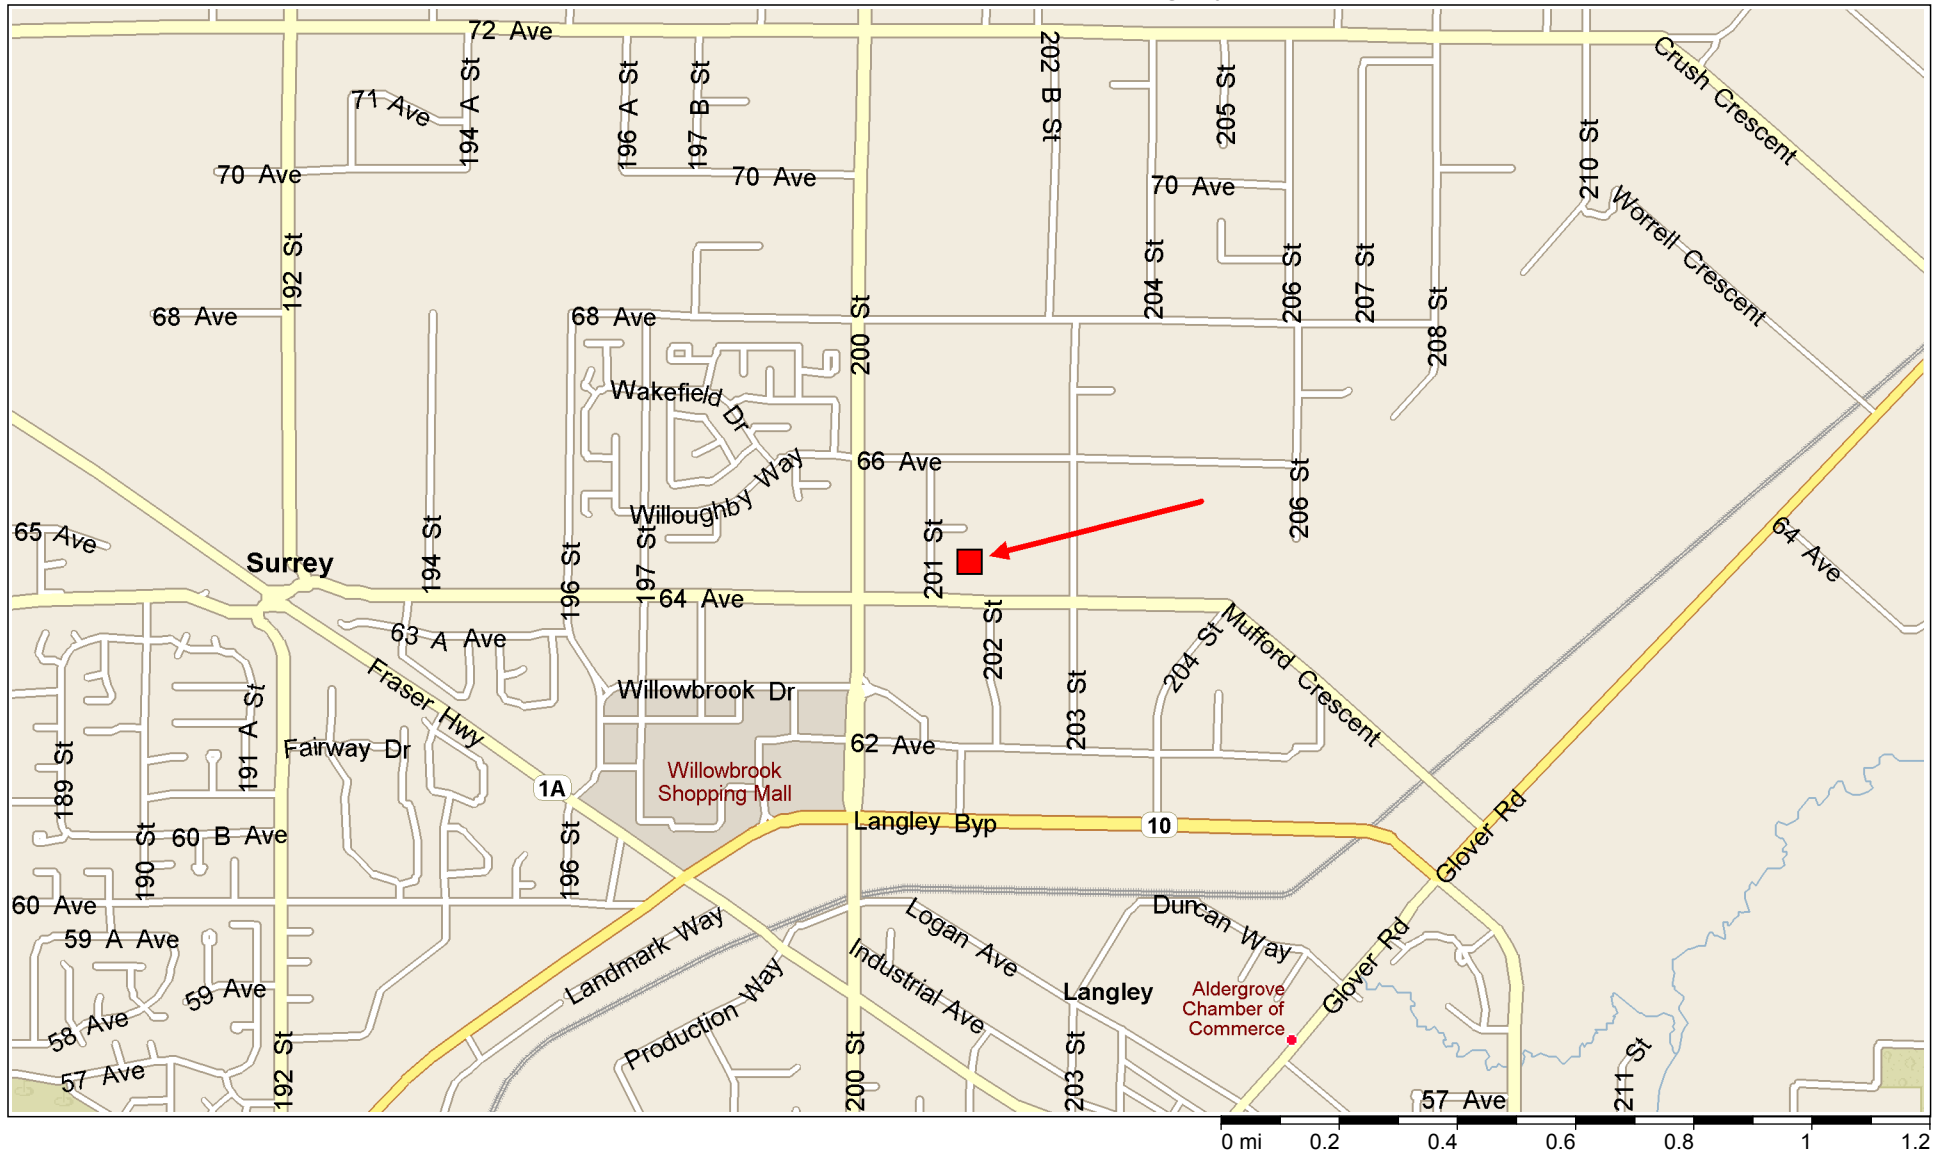 72 Ave
202 B St
Crush Crescent
194 A St
196 A St
197 B St
205 St
71 Ave
210 St
70 Ave
70 Ave
70 Ave
Worrell Crescent
192 St
204 St
206 St
207 St
208 St
68 Ave
68 Ave
200 St
Wakefield Dr
66 Ave
Willoughby Way
206 St
65 Ave
64 Ave
Surrey
194 St
196 St
197 St
201 St
64 Ave
202 St
Mufford Crescent
204 St
63 A Ave
Fraser Hwy
Willowbrook Dr
203 St
191 A St
Fairway Dr
62 Ave
189 St
Willowbrook
Shopping Mall
1A
Langley Byp
10
Glover Rd
60 B Ave
190 St
196 St
60 Ave
59 A Ave
Landmark Way
Logan Ave
Duncan Way
Glover Rd
59 Ave
Industrial Ave
Langley
Aldergrove
Chamber of
Commerce
58 Ave
Production Way
57 Ave
192 St
200 St
203 St
211 St
57 Ave
0 mi 0.2 0.4 0.6 0.8 1 1.2